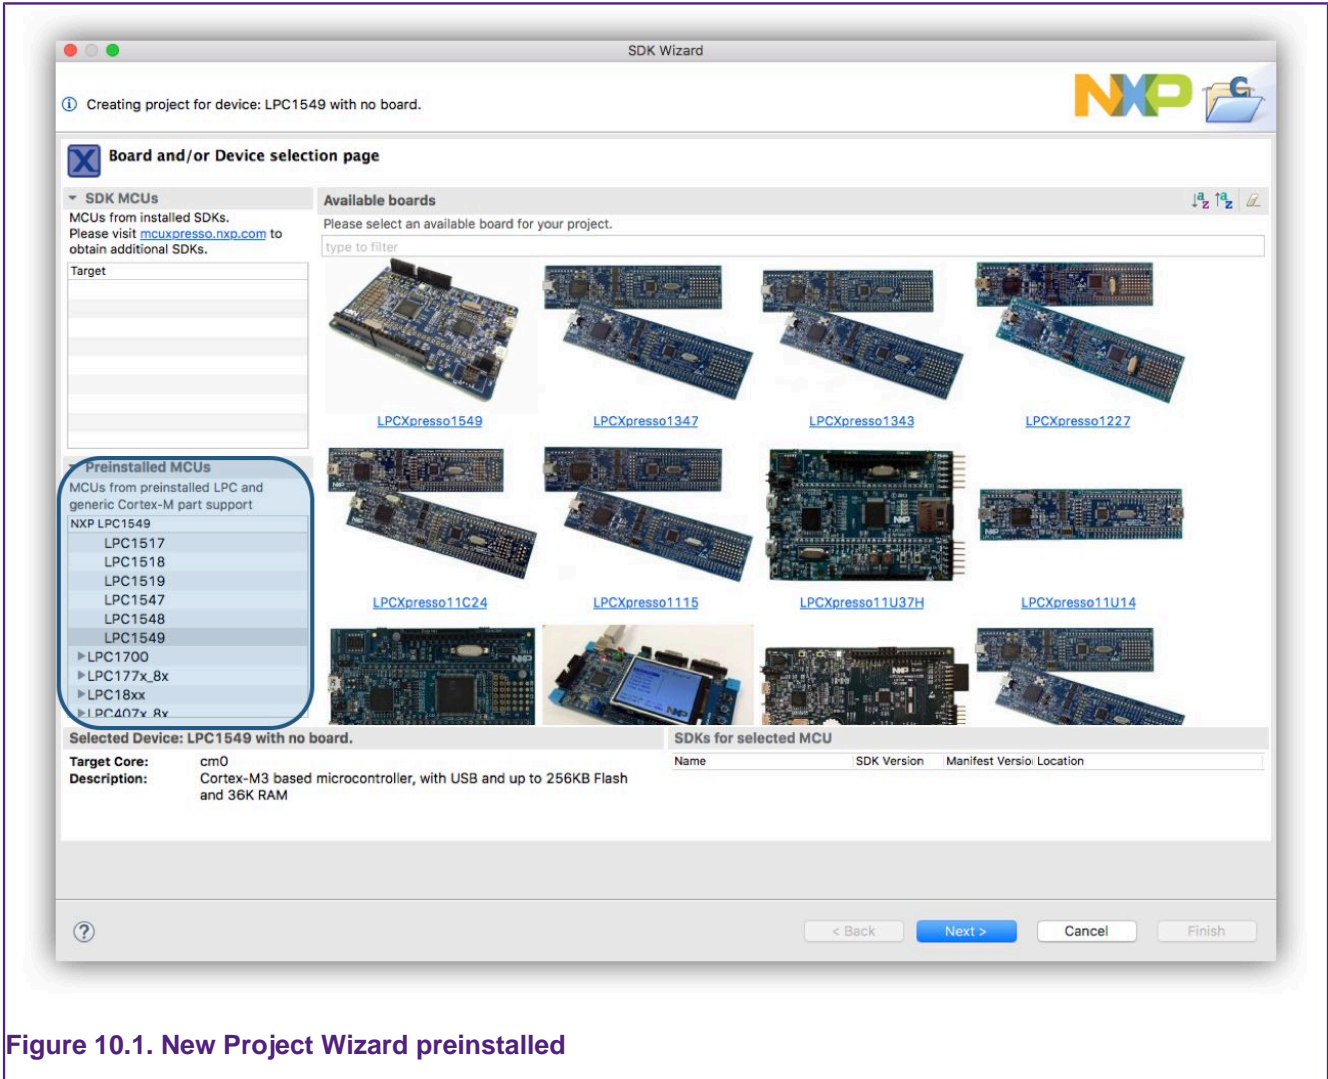 SDK Wizard
Creating project for device: LPC1549 with no board.
NXP
Board and/or Device selection page
SDK MCUs
MCUs from installed SDKs.
Please visit mcuxpresso.nxp.com to
obtain additional SDKs.
Target
Available boards
Please select an available board for your project.
type to filter
LPCXpresso1549
LPCXpresso1347
LPCXpresso1343
LPCXpresso1227
LPCXpresso11C24
LPCXpresso1115
LPCXpresso11U37H
LPCXpresso11U14
Preinstalled MCUs
MCUs from preinstalled LPC and
generic Cortex-M part support
NXP LPC1549
LPC1517
LPC1518
LPC1519
LPC1547
LPC1548
LPC1549
LPC1700
LPC177x_8x
LPC18xx
LPC407x_8x
Selected Device: LPC1549 with no board.
Target Core: cm0
Description: Cortex-M3 based microcontroller, with USB and up to 256KB Flash
and 36K RAM
SDKs for selected MCU
Name SDK Version Manifest Versio Location
< Back Next > Cancel Finish
Figure 10.1. New Project Wizard preinstalled